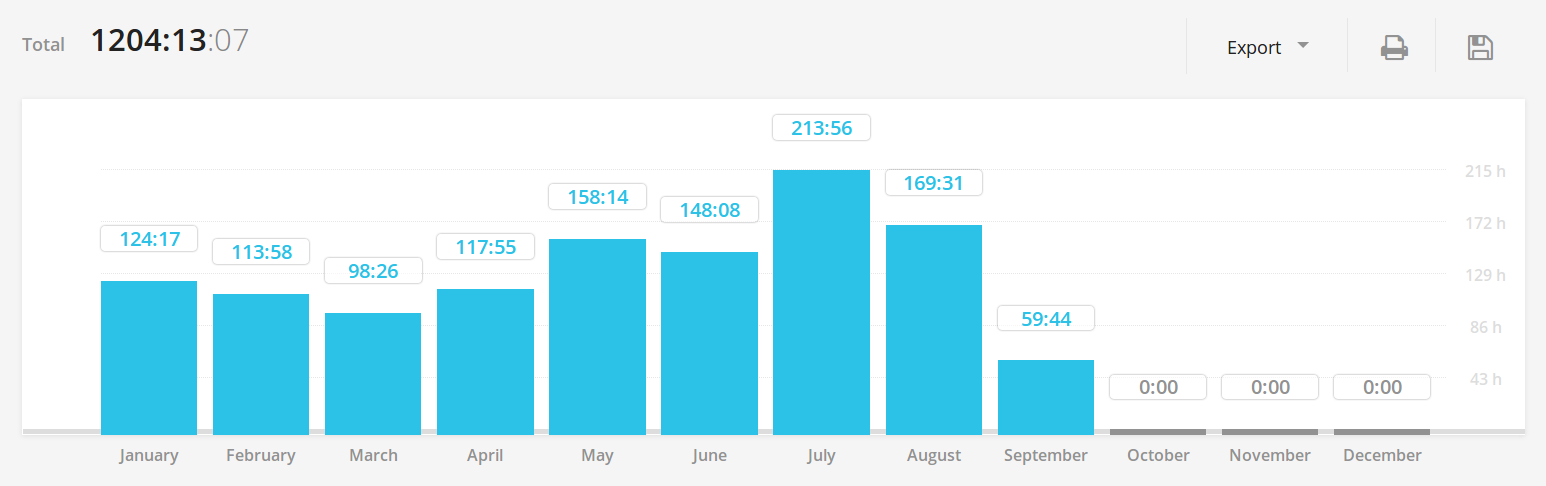 Total 1204:13:07
Export
213:56
215 h
169:31
158:14
148:08
172 h
124:17
117:55
113:58
98:26
129 h
59:44
86 h
43 h
0:00 0:00 0:00
January February March April May June July August September October November December